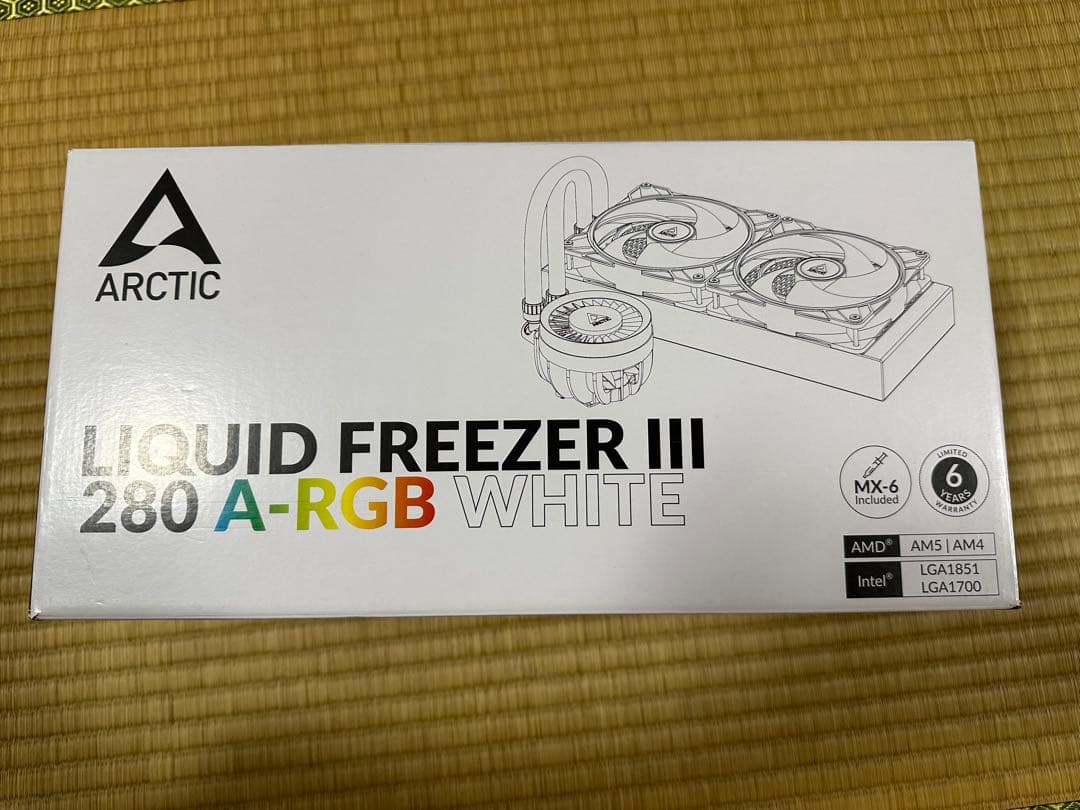 ARCTIC
LIQUID FREEZER III
280 A-RGB WHITE
MX-6
Included
LIMITED
6
YEARS
WARRANTY
AMD® AM5 | AM4
Intel® LGA1851
LGA1700